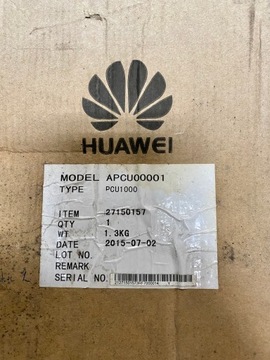 HUAWEI
MODEL APCU00001
TYPE PCU1000
ITEM 27150157
QTY 1
WT. 1.3KG
DATE 2015-07-02
LOT NO.
REMARK
SERIAL NO.